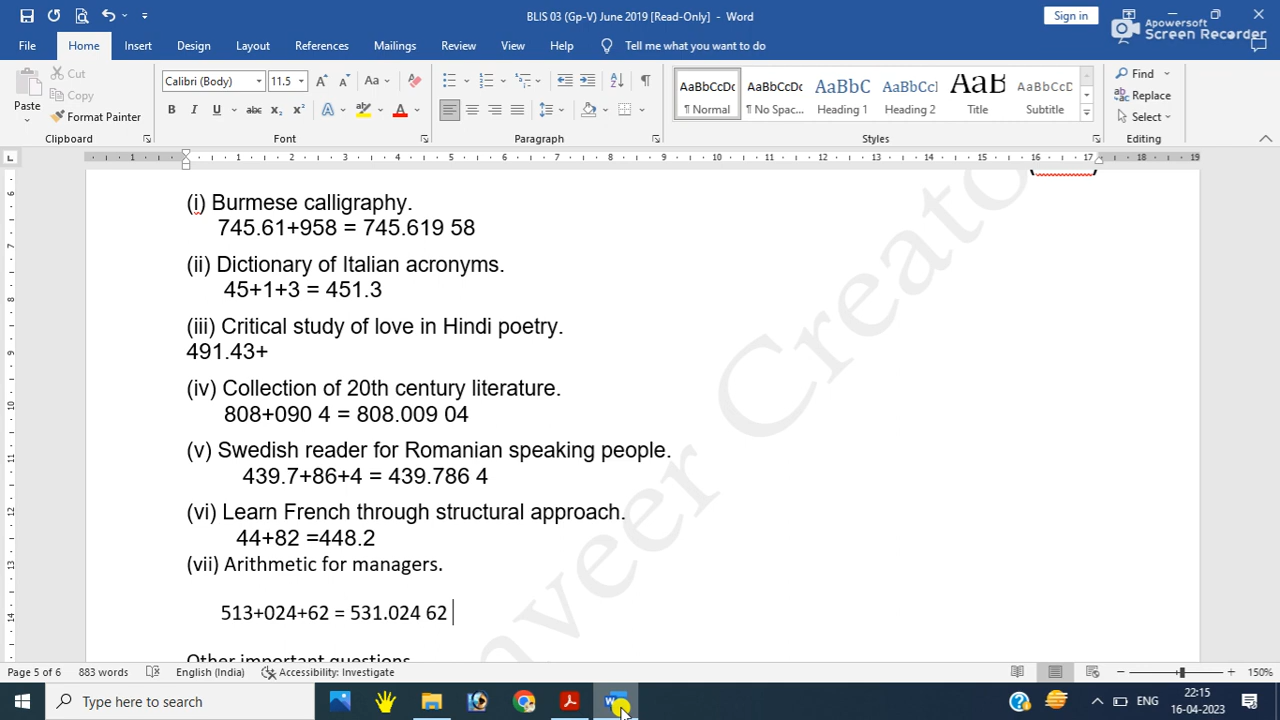 BLIS 03 (Gp-V) June 2019 [Read-Only] - Word
Sign in
Apowersoft
Screen Recorder
File Home Insert Design Layout References Mailings Review View Help Tell me what you want to do
Cut
Copy
Format Painter
Paste
Clipboard
Calibri (Body) 11.5
Font
Paragraph
AaBbCcDc AaBbCcDc AaBbC AaBbCcl AaB AaBbCcD
¶ Normal ¶ No Spac... Heading 1 Heading 2 Title Subtitle
Styles
Find
Replace
Select
Editing
(i) Burmese calligraphy.
745.61+958 = 745.619 58
(ii) Dictionary of Italian acronyms.
45+1+3 = 451.3
(iii) Critical study of love in Hindi poetry.
491.43+
(iv) Collection of 20th century literature.
808+090 4 = 808.009 04
(v) Swedish reader for Romanian speaking people.
439.7+86+4 = 439.786 4
(vi) Learn French through structural approach.
44+82 =448.2
(vii) Arithmetic for managers.
513+024+62 = 531.024 62
Other important questions
Creato
Page 5 of 6 883 words English (India) Accessibility: Investigate 150%
Type here to search
ENG
22:15
16-04-2023